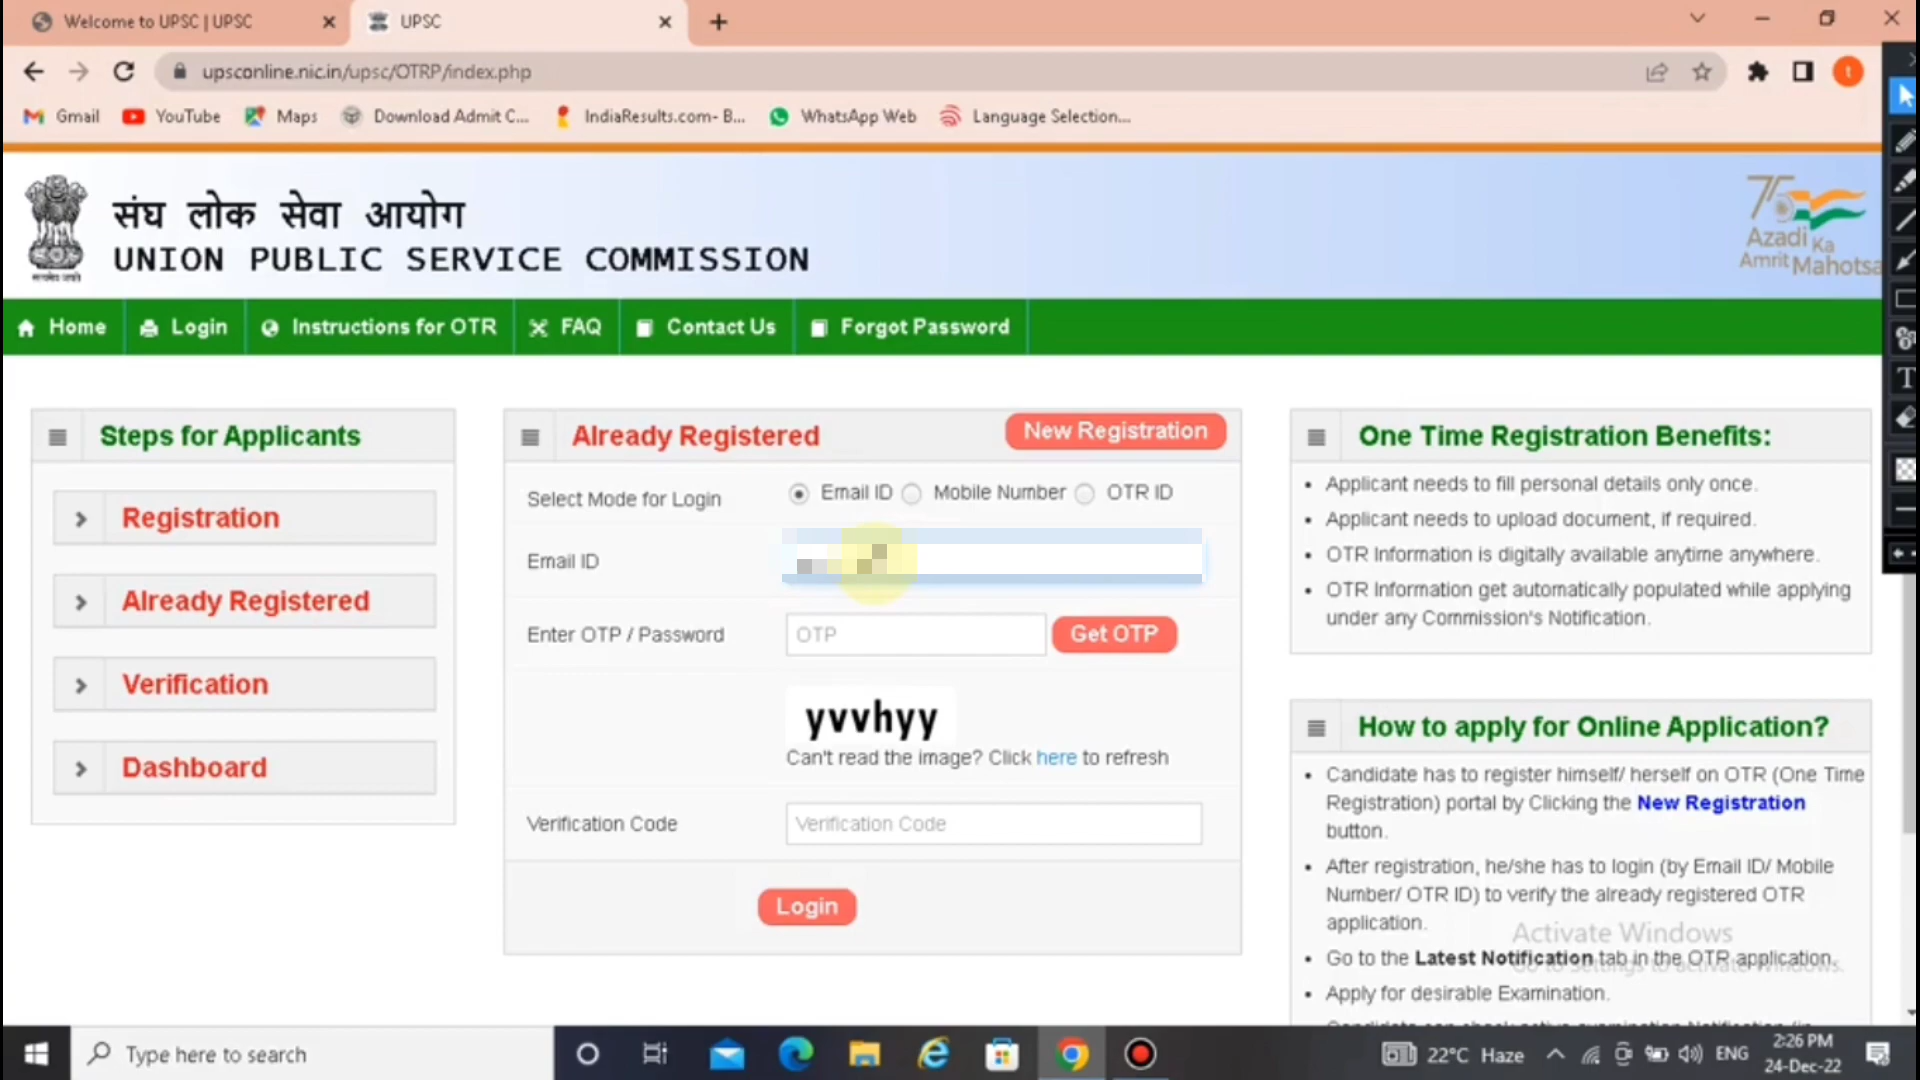 Welcome to UPSC | UPSC
UPSC
upsconline.nic.in/upsc/OTRP/index.php
t
Gmail
YouTube
Maps
Download Admit C...
IndiaResults.com- B...
WhatsApp Web
Language Selection...
संघ लोक सेवा आयोग
UNION PUBLIC SERVICE COMMISSION
75
Azadi Ka
Amrit Mahotsa
Home
Login
Instructions for OTR
FAQ
Contact Us
Forgot Password
Steps for Applicants
Registration
Already Registered
Verification
Dashboard
Already Registered
New Registration
Select Mode for Login
Email ID
Mobile Number
OTR ID
Email ID
Enter OTP / Password
OTP
Get OTP
yvvhyy
Can't read the image? Click here to refresh
Verification Code
Verification Code
Login
One Time Registration Benefits:
• Applicant needs to fill personal details only once.
• Applicant needs to upload document, if required.
• OTR Information is digitally available anytime anywhere.
• OTR Information get automatically populated while applying
under any Commission's Notification.
How to apply for Online Application?
• Candidate has to register himself/ herself on OTR (One Time
Registration) portal by Clicking the New Registration
button.
• After registration, he/she has to login (by Email ID/ Mobile
Number/ OTR ID) to verify the already registered OTR
application.
Activate Windows
• Go to the Latest Notification tab in the OTR application.
Go to Settings to activate Windows.
• Apply for desirable Examination.
T
Type here to search
22°C Haze
ENG
2:26 PM
24-Dec-22